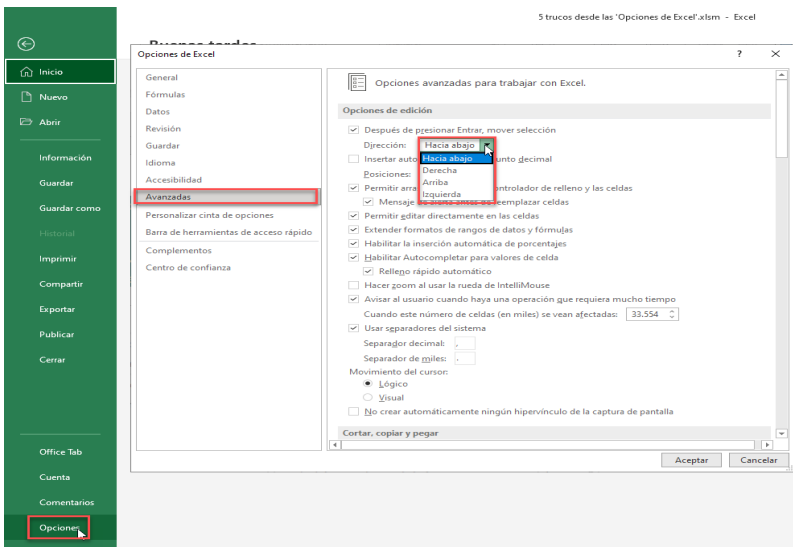 5 trucos desde las 'Opciones de Excel'.xlsm - Excel
Buenas tardes
Inicio
Nuevo
Abrir
Información
Guardar
Guardar como
Historial
Imprimir
Compartir
Exportar
Publicar
Cerrar
Office Tab
Cuenta
Comentarios
Opciones
Opciones de Excel ? ×
General
Fórmulas
Datos
Revisión
Guardar
Idioma
Accesibilidad
Avanzadas
Personalizar cinta de opciones
Barra de herramientas de acceso rápido
Complementos
Centro de confianza
Opciones avanzadas para trabajar con Excel.
Opciones de edición
Después de presionar Entrar, mover selección
Dirección: Hacia abajo
Hacia abajo
Derecha
Arriba
Izquierda
Insertar decimal
Posiciones:
Permitir de relleno y las celdas
Mensaje reemplazar celdas
Permitir editar directamente en las celdas
Extender formatos de rangos de datos y fórmulas
Habilitar la inserción automática de porcentajes
Habilitar Autocompletar para valores de celda
Relleno rápido automático
Hacer zoom al usar la rueda de IntelliMouse
Avisar al usuario cuando haya una operación que requiera mucho tiempo
Cuando este número de celdas (en miles) se vean afectadas: 33.554
Usar separadores del sistema
Separador decimal: ,
Separador de miles: .
Movimiento del cursor:
Lógico
Visual
No crear automáticamente ningún hipervínculo de la captura de pantalla
Cortar, copiar y pegar
Aceptar Cancelar